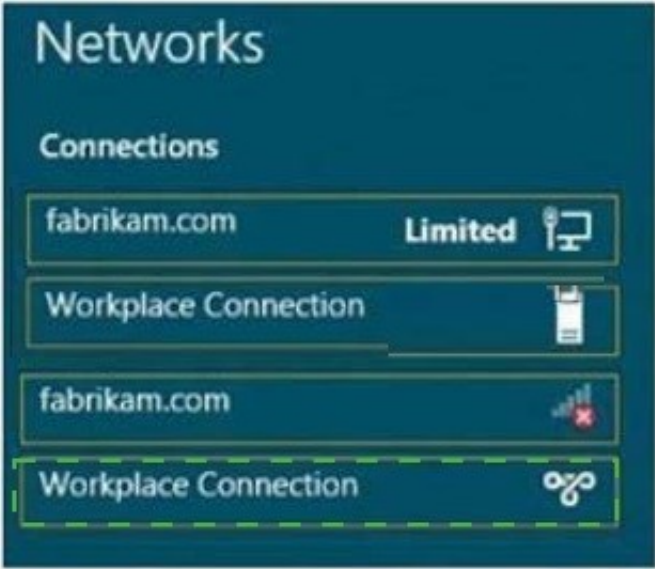 Networks
Connections
fabrikam.com Limited
Workplace Connection
fabrikam.com
Workplace Connection